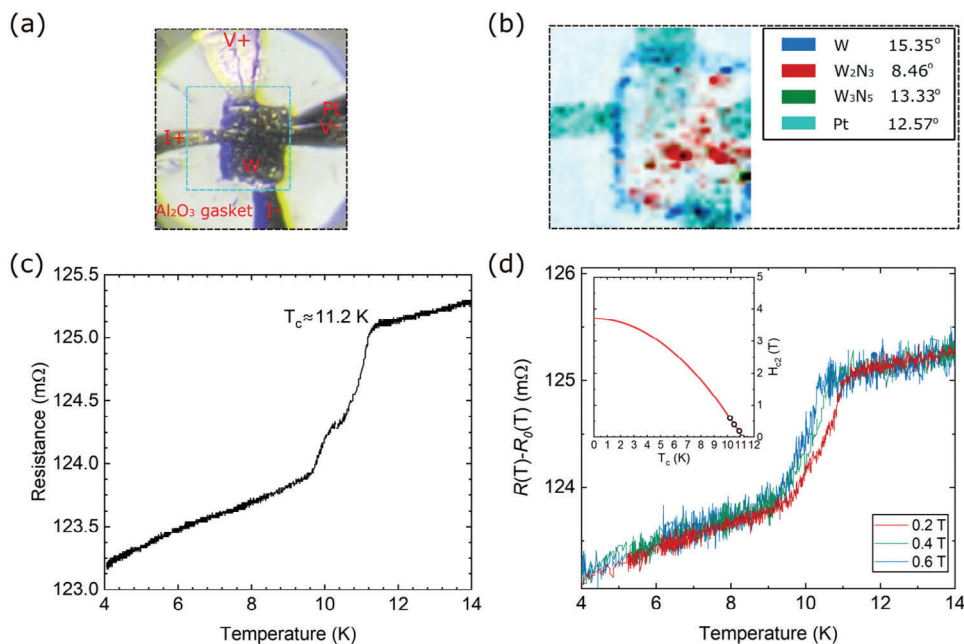 (a)
V+
Pt
V-
I+
W
Al₂O₃ gasket
I-
(b)
W 15.35°
W₂N₃ 8.46°
W₃N₅ 13.33°
Pt 12.57°
(c)
125.5
125.0
124.5
124.0
123.5
123.0
Resistance (mΩ)
T_c≈11.2 K
4 6 8 10 12 14
Temperature (K)
(d)
126
125
124
R(T)-R₀(T) (mΩ)
5
4
3
2
1
0
H_c2 (T)
0 1 2 3 4 5 6 7 8 9 10 11 12
T_c (K)
0.2 T
0.4 T
0.6 T
4 6 8 10 12 14
Temperature (K)